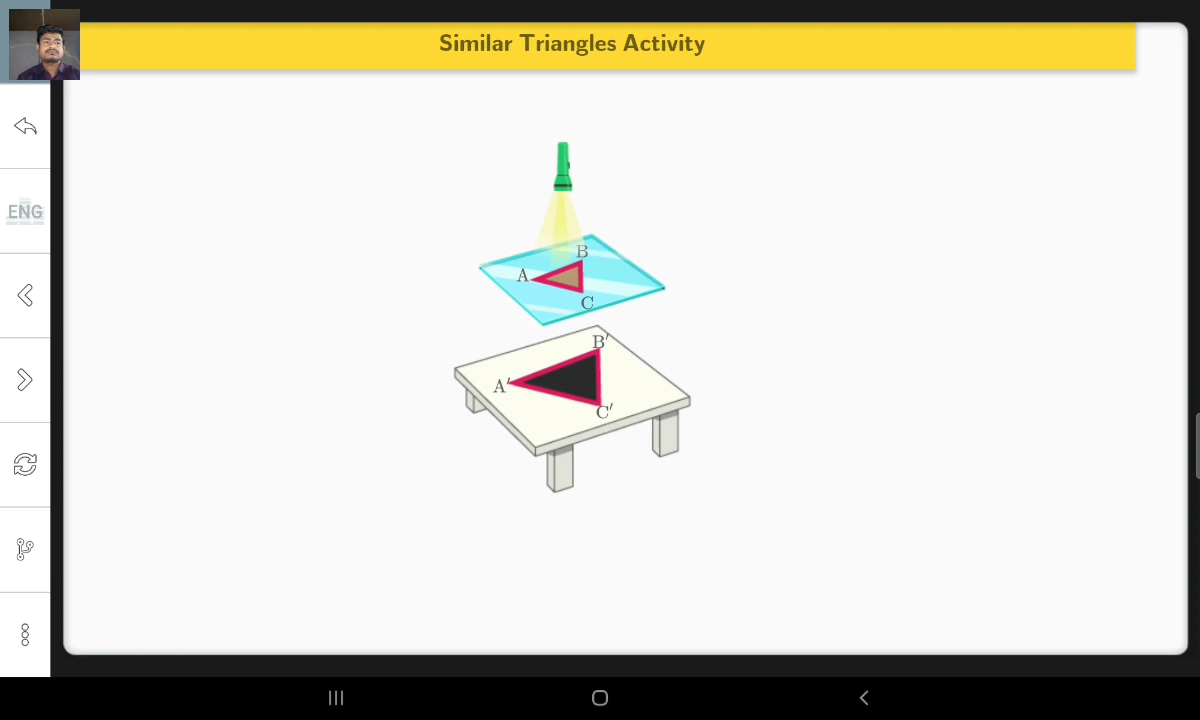 Similar Triangles Activity
ENG
B
A
C
B′
A′
C′